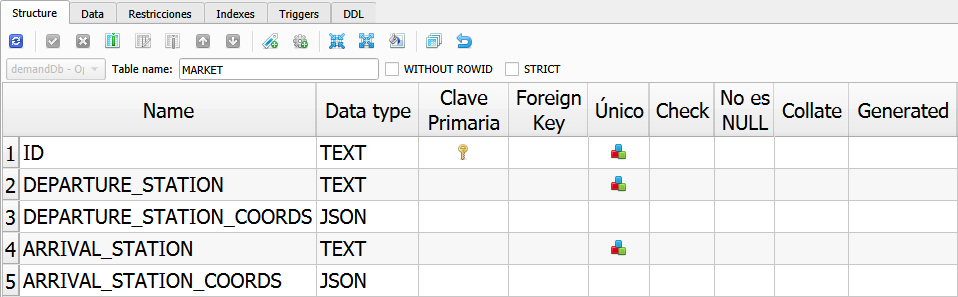 Structure Data Restricciones Indexes Triggers DDL
demandDb - Op Table name: MARKET WITHOUT ROWID STRICT
Name Data type Clave Primaria Foreign Key Único Check No es NULL Collate Generated
1 ID TEXT
2 DEPARTURE_STATION TEXT
3 DEPARTURE_STATION_COORDS JSON
4 ARRIVAL_STATION TEXT
5 ARRIVAL_STATION_COORDS JSON